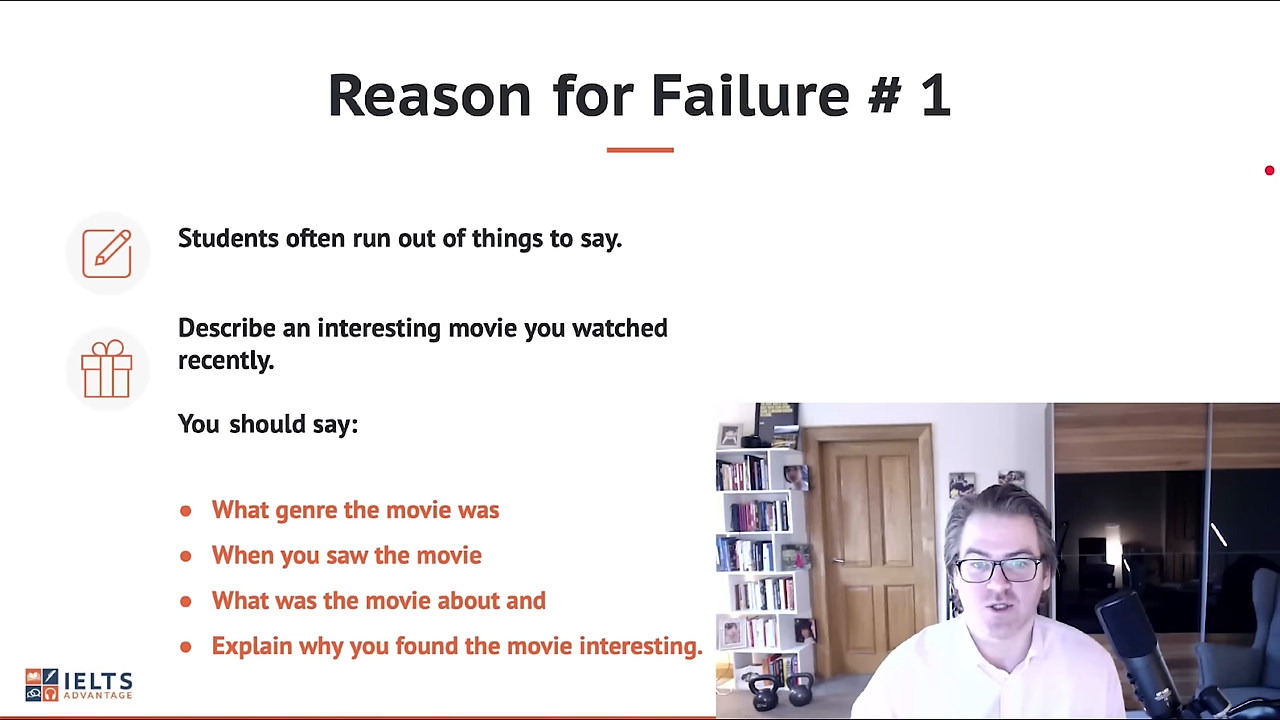 Reason for Failure # 1
Students often run out of things to say.
Describe an interesting movie you watched
recently.
You should say:
● What genre the movie was
● When you saw the movie
● What was the movie about and
● Explain why you found the movie interesting.
IELTS
ADVANTAGE